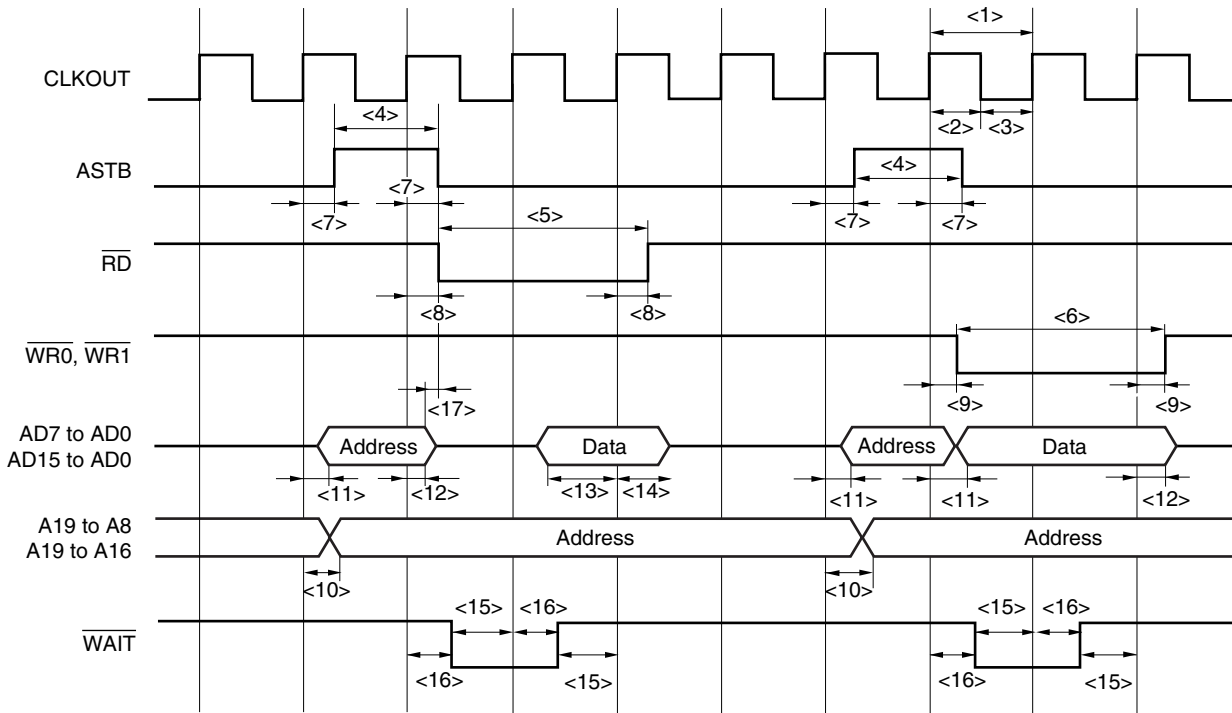 <1>
CLKOUT
<2> <3>
<4>
ASTB
<4>
<7>
<7> <7> <7>
<5>
RD
<8> <8>
<6>
WR0, WR1
<17> <9> <9>
AD7 to AD0
AD15 to AD0
Address Data Address Data
<11> <12> <13> <14> <11> <11> <12>
A19 to A8
A19 to A16
Address Address
<10> <10>
<15> <16> <15> <16>
WAIT
<16> <15> <16> <15>